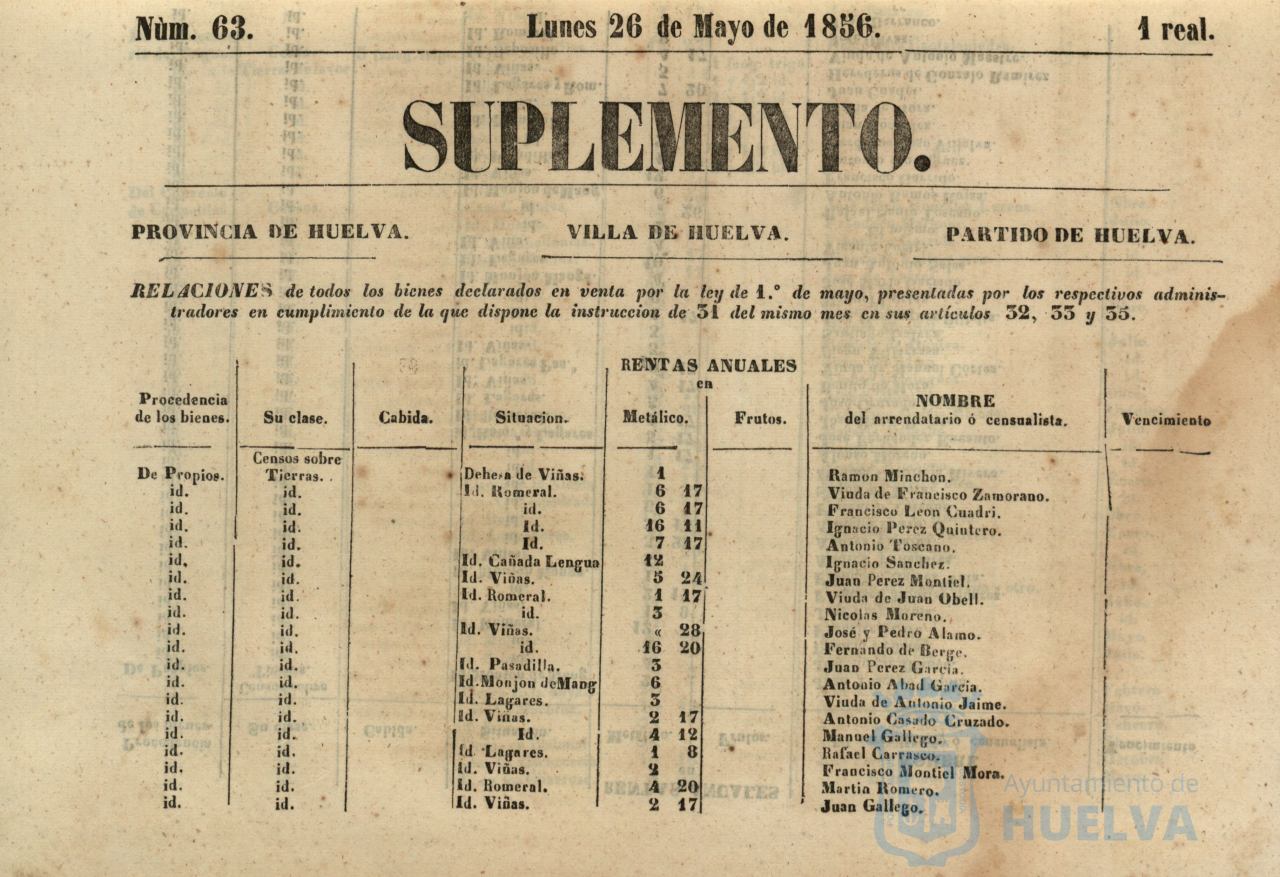 Nùm. 63. Lunes 26 de Mayo de 1856. 1 real.
SUPLEMENTO.
PROVINCIA DE HUELVA. VILLA DE HUELVA. PARTIDO DE HUELVA.
RELACIONES de todos los bienes declarados en venta por la ley de 1.º de mayo, presentadas por los respectivos adminis-
tradores en cumplimiento de la que dispone la instruccion de 31 del mismo mes en sus artículos 32, 33 y 35.
RENTAS ANUALES
en
Procedencia NOMBRE
de los bienes. Su clase. Cabida. Situacion. Metálico. Frutos. del arrendatario ó censualista. Vencimiento
Censos sobre
De Propios. Tierras. Dehesa de Viñas. 1 Ramon Minchon.
id. id. Id. Romeral. 6 17 Viuda de Francisco Zamorano.
id. id. id. 6 17 Francisco Leon Cuadri.
id. id. Id. 16 11 Ignacio Perez Quintero.
id. id. Id. 7 17 Antonio Toscano.
id. id. Id. Cañada Lengua 12 Ignacio Sanchez.
id. id. Id. Viñas. 5 24 Juan Perez Montiel.
id. id. Id. Romeral. 1 17 Viuda de Juan Obell.
id. id. id. 3 Nicolas Moreno.
id. id. Id. Viñas. « 28 José y Pedro Alamo.
id. id. id. 16 20 Fernando de Berge.
id. id. Id. Pasadilla. 3 Juan Perez Garcia.
id. id. Id. Monjon deMang 6 Antonio Abad Garcia.
id. id. Id. Lagares. 3 Viuda de Antonio Jaime.
id. id. Id. Viñas. 2 17 Antonio Casado Cruzado.
id. id. Id. 4 12 Manuel Gallego.
id. id. Id Lagares. 1 8 Rafael Carrasco.
id. id. Id. Viñas. 2 Francisco Montiel Mora.
id. id. Id. Romeral. 4 20 Martin Romero.
id. id. Id. Viñas. 2 17 Juan Gallego.
Ayuntamiento de
HUELVA